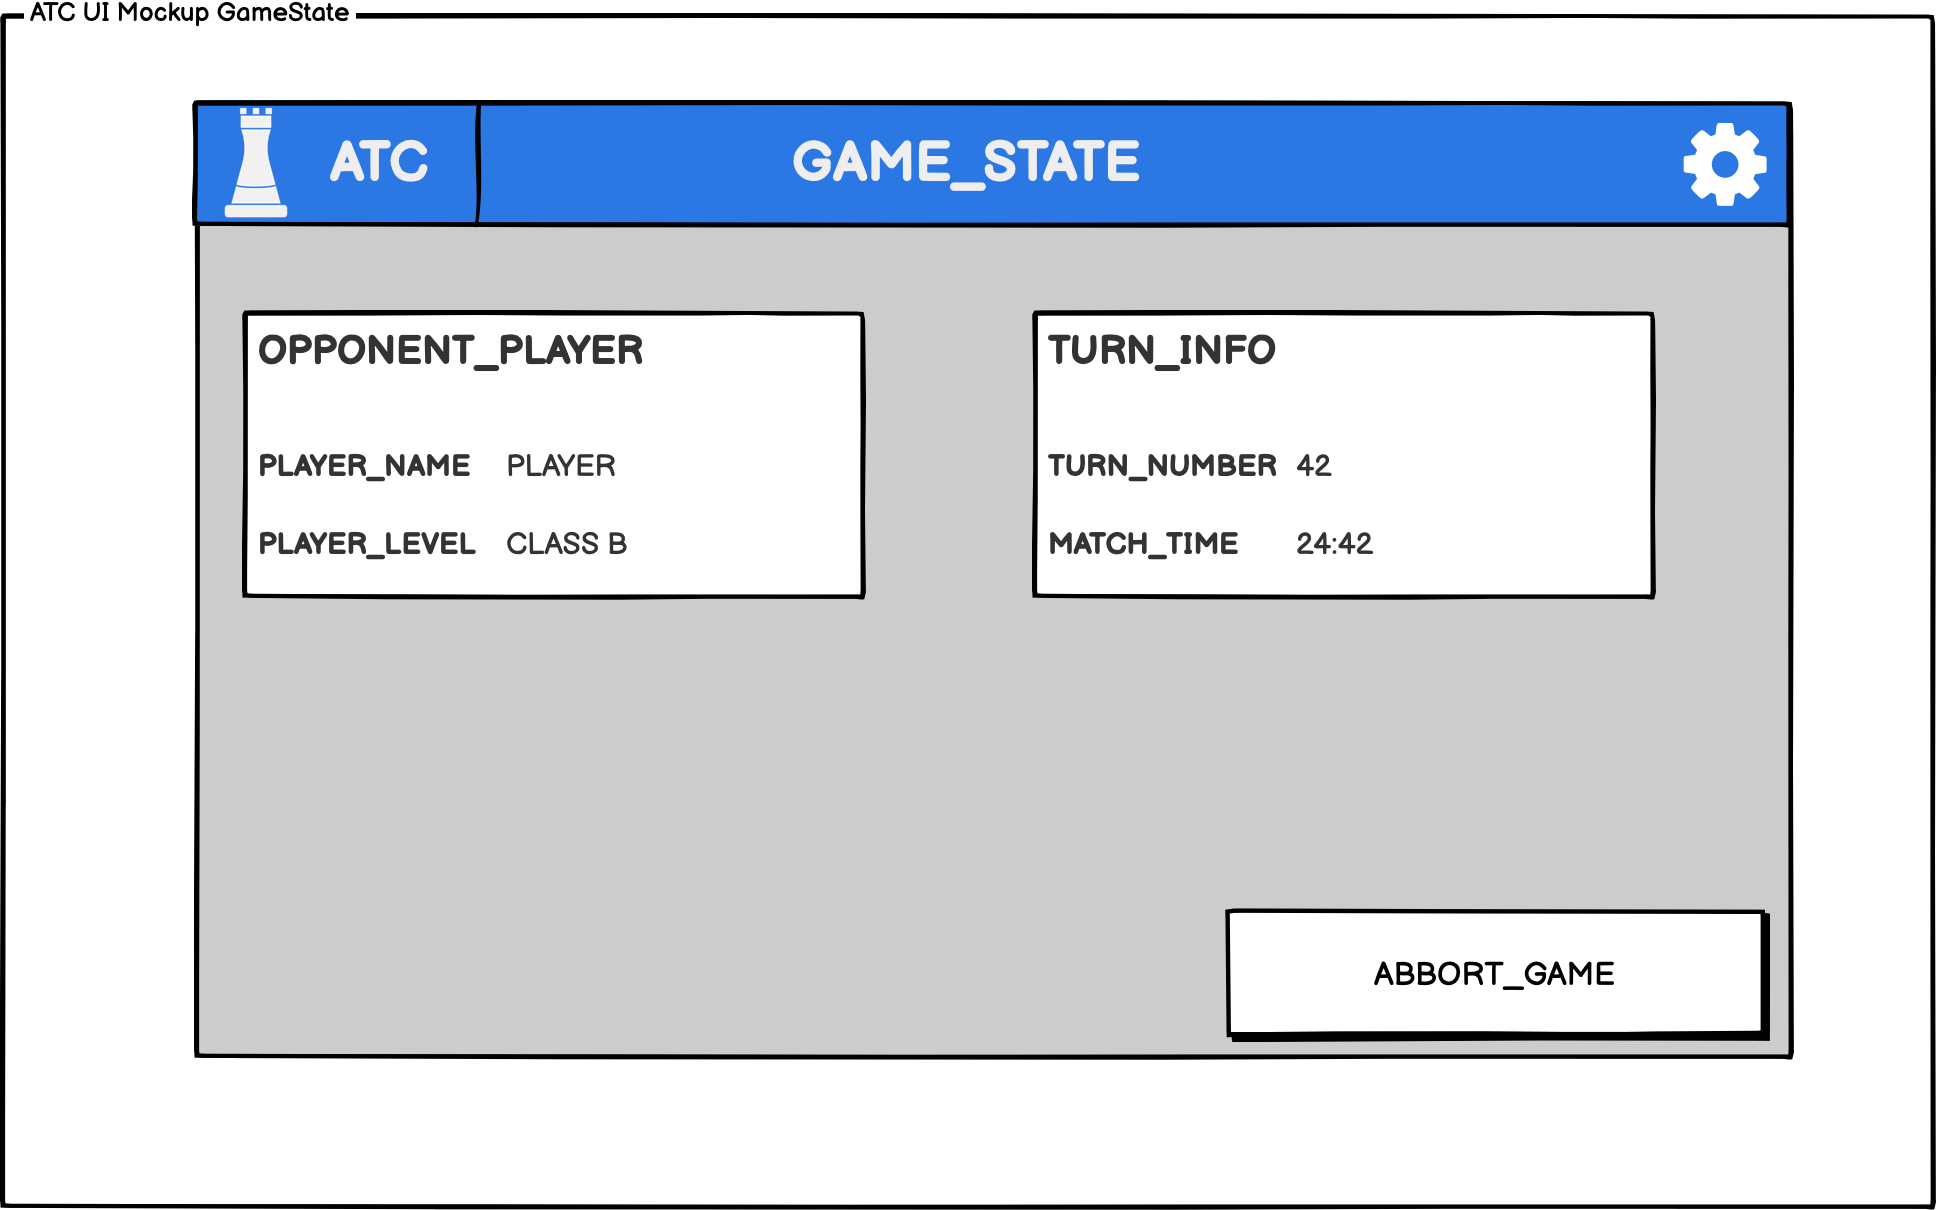 ATC UI Mockup GameState
ATC
GAME_STATE
OPPONENT_PLAYER
PLAYER_NAME PLAYER
PLAYER_LEVEL CLASS B
TURN_INFO
TURN_NUMBER 42
MATCH_TIME 24:42
ABBORT_GAME